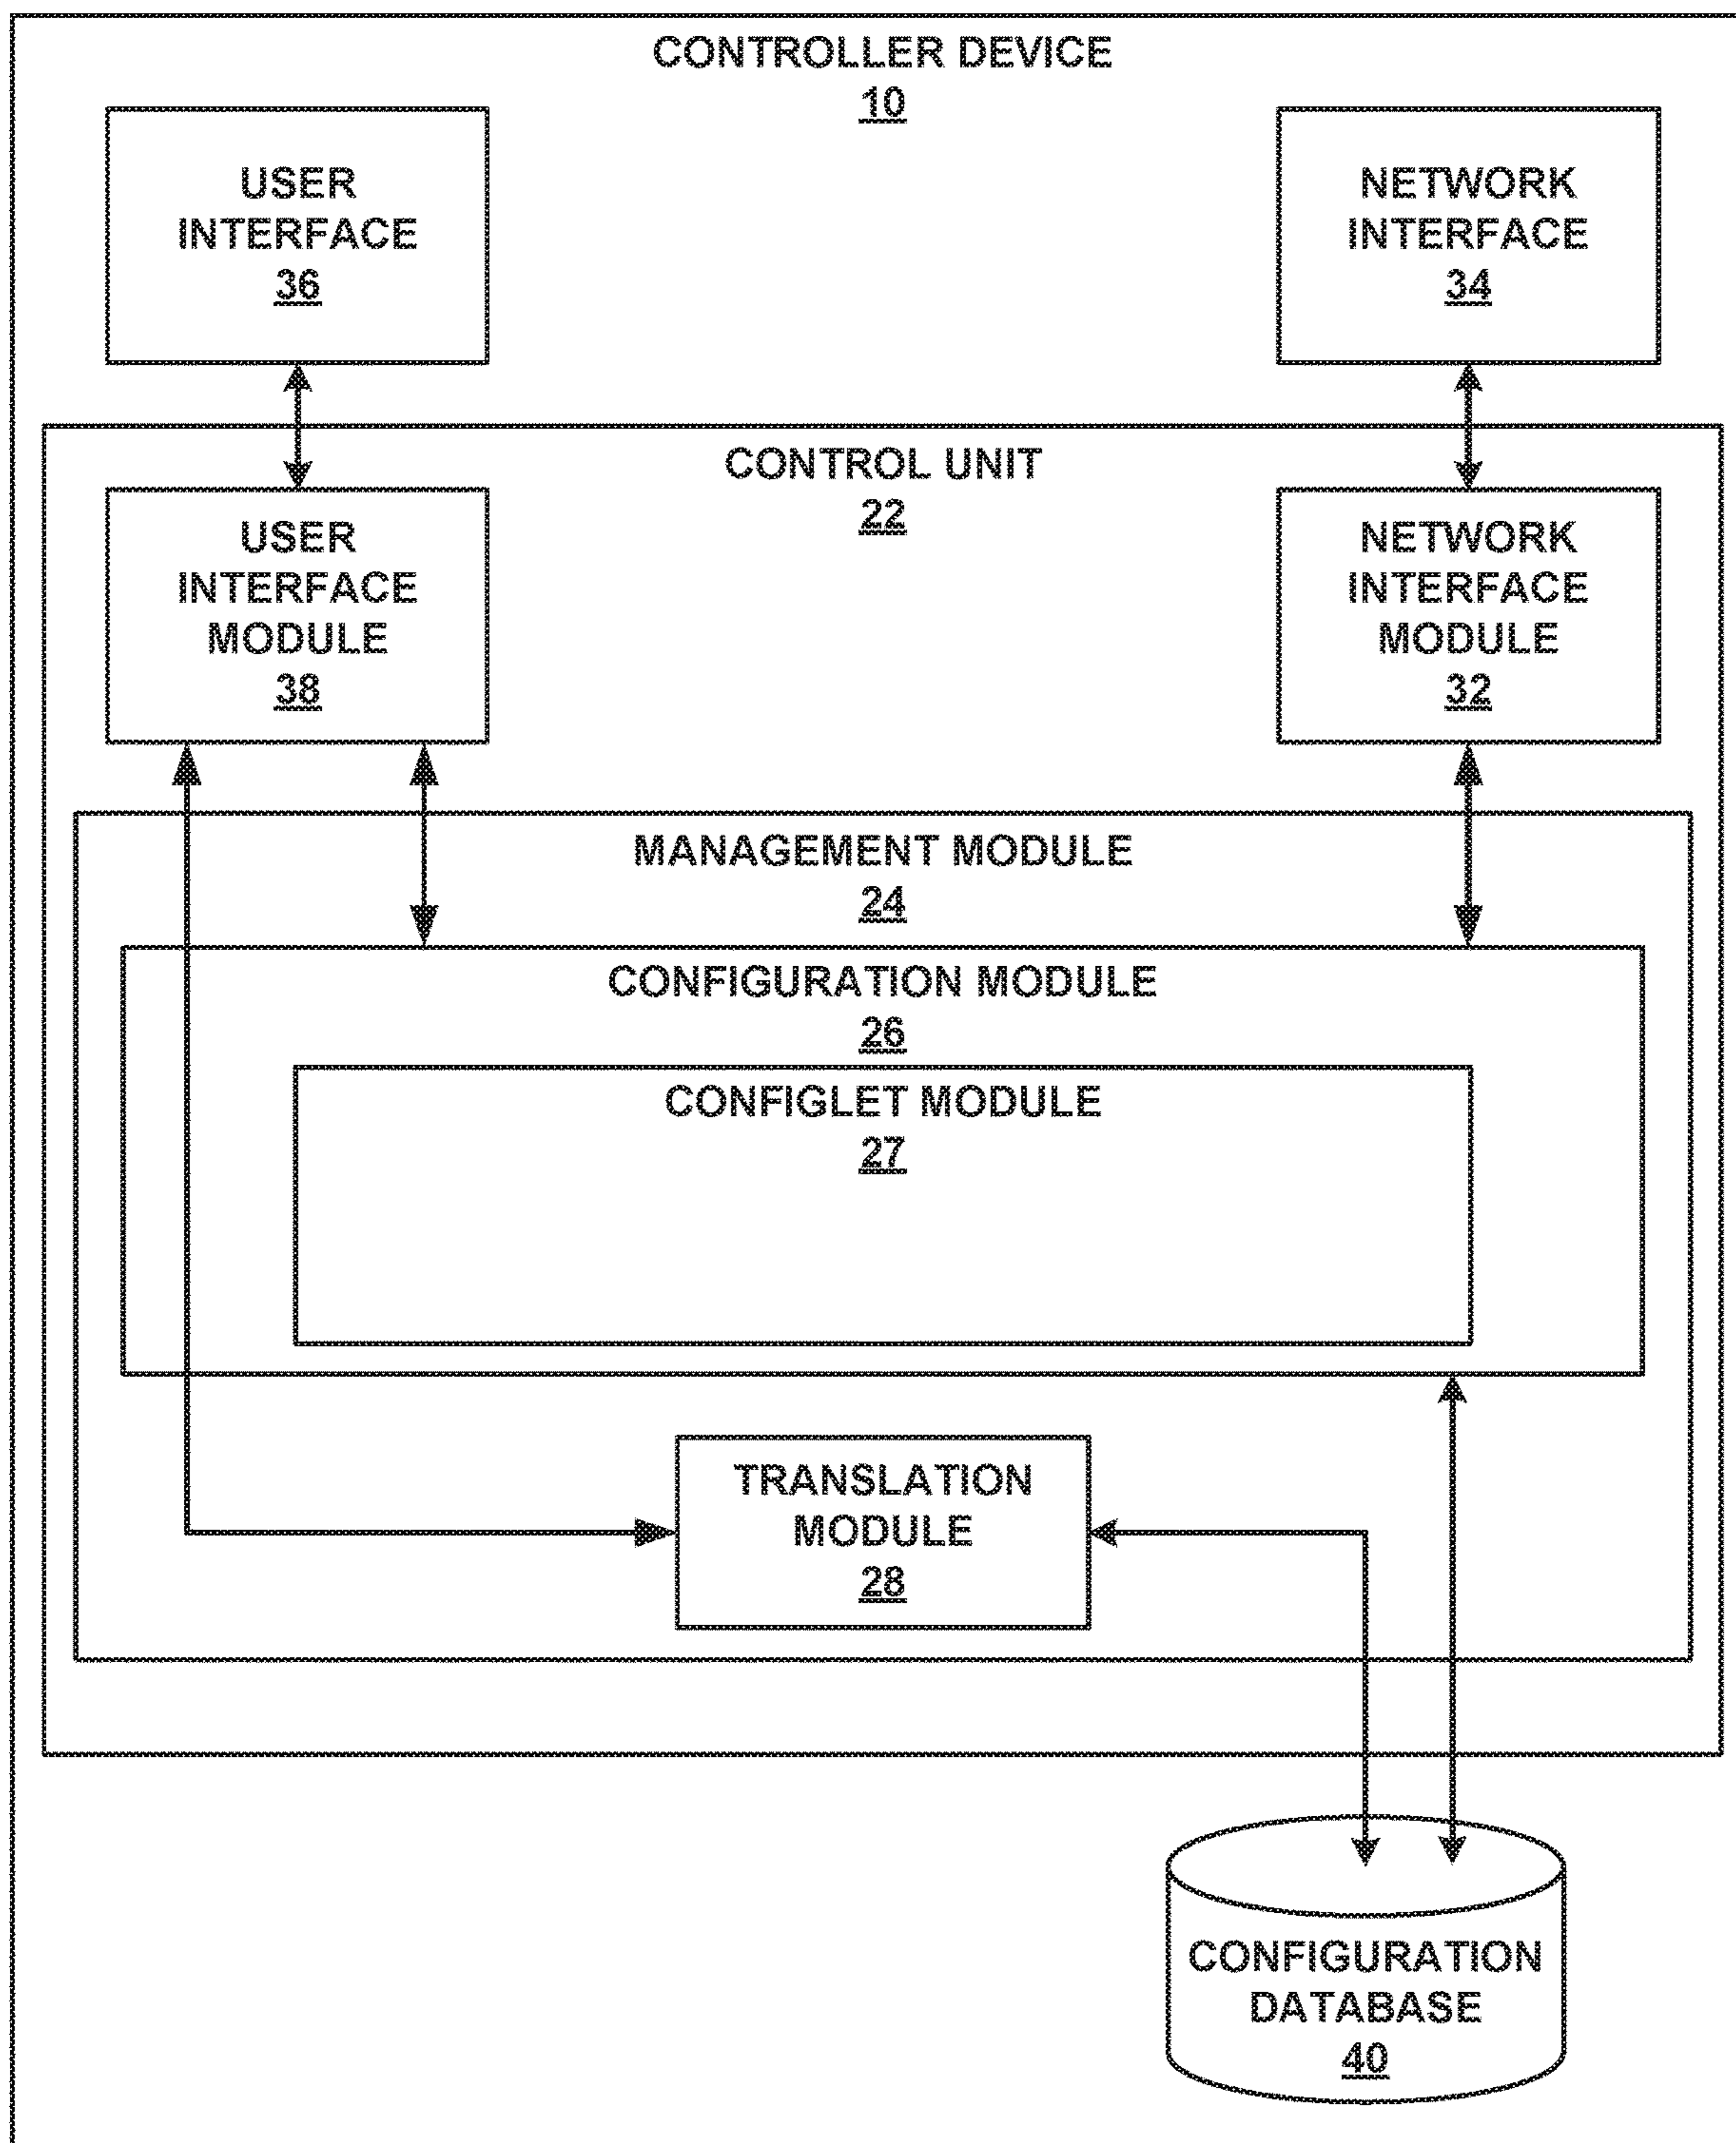 CONTROLLER DEVICE
10
USER
INTERFACE
36
NETWORK
INTERFACE
34
CONTROL UNIT
22
USER
INTERFACE
MODULE
38
NETWORK
INTERFACE
MODULE
32
MANAGEMENT MODULE
24
CONFIGURATION MODULE
26
CONFIGLET MODULE
27
TRANSLATION
MODULE
28
CONFIGURATION
DATABASE
40